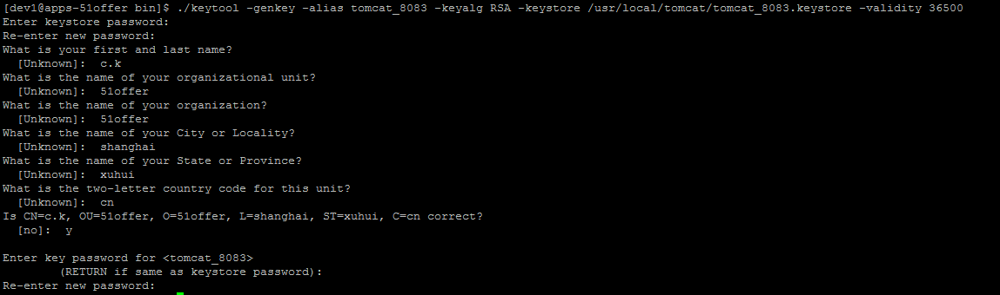 [dev1@apps-51offer bin]$ ./keytool -genkey -alias tomcat_8083 -keyalg RSA -keystore /usr/local/tomcat/tomcat_8083.keystore -validity 36500
Enter keystore password:
Re-enter new password:
What is your first and last name?
  [Unknown]:  c.k
What is the name of your organizational unit?
  [Unknown]:  51offer
What is the name of your organization?
  [Unknown]:  51offer
What is the name of your City or Locality?
  [Unknown]:  shanghai
What is the name of your State or Province?
  [Unknown]:  xuhui
What is the two-letter country code for this unit?
  [Unknown]:  cn
Is CN=c.k, OU=51offer, O=51offer, L=shanghai, ST=xuhui, C=cn correct?
  [no]:  y

Enter key password for <tomcat_8083>
        (RETURN if same as keystore password):
Re-enter new password: